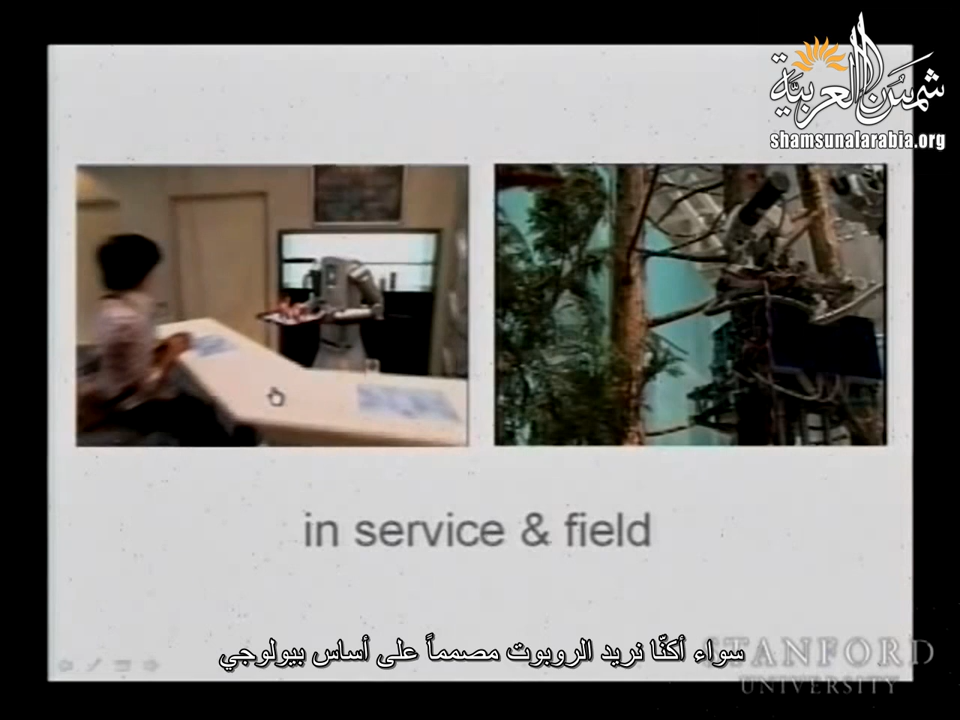 شمس العربية
shamsunalarabia.org
in service & field
سواء أكنّا نريد الروبوت مصمماً على أساس بيولوجي
STANFORD
UNIVERSITY